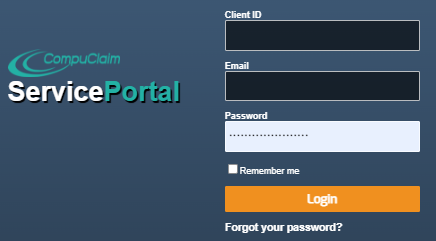 Client ID
CompuClaim
ServicePortal
Email
Password
Remember me
Login
Forgot your password?